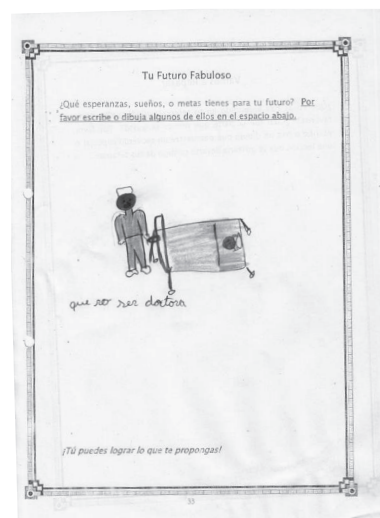 Tu Futuro Fabuloso
¿Qué esperanzas, sueños, o metas tienes para tu futuro? Por
favor escribe o dibuja algunos de ellos en el espacio abajo.
que ro ser doctora
¡Tú puedes lograr lo que te propongas!